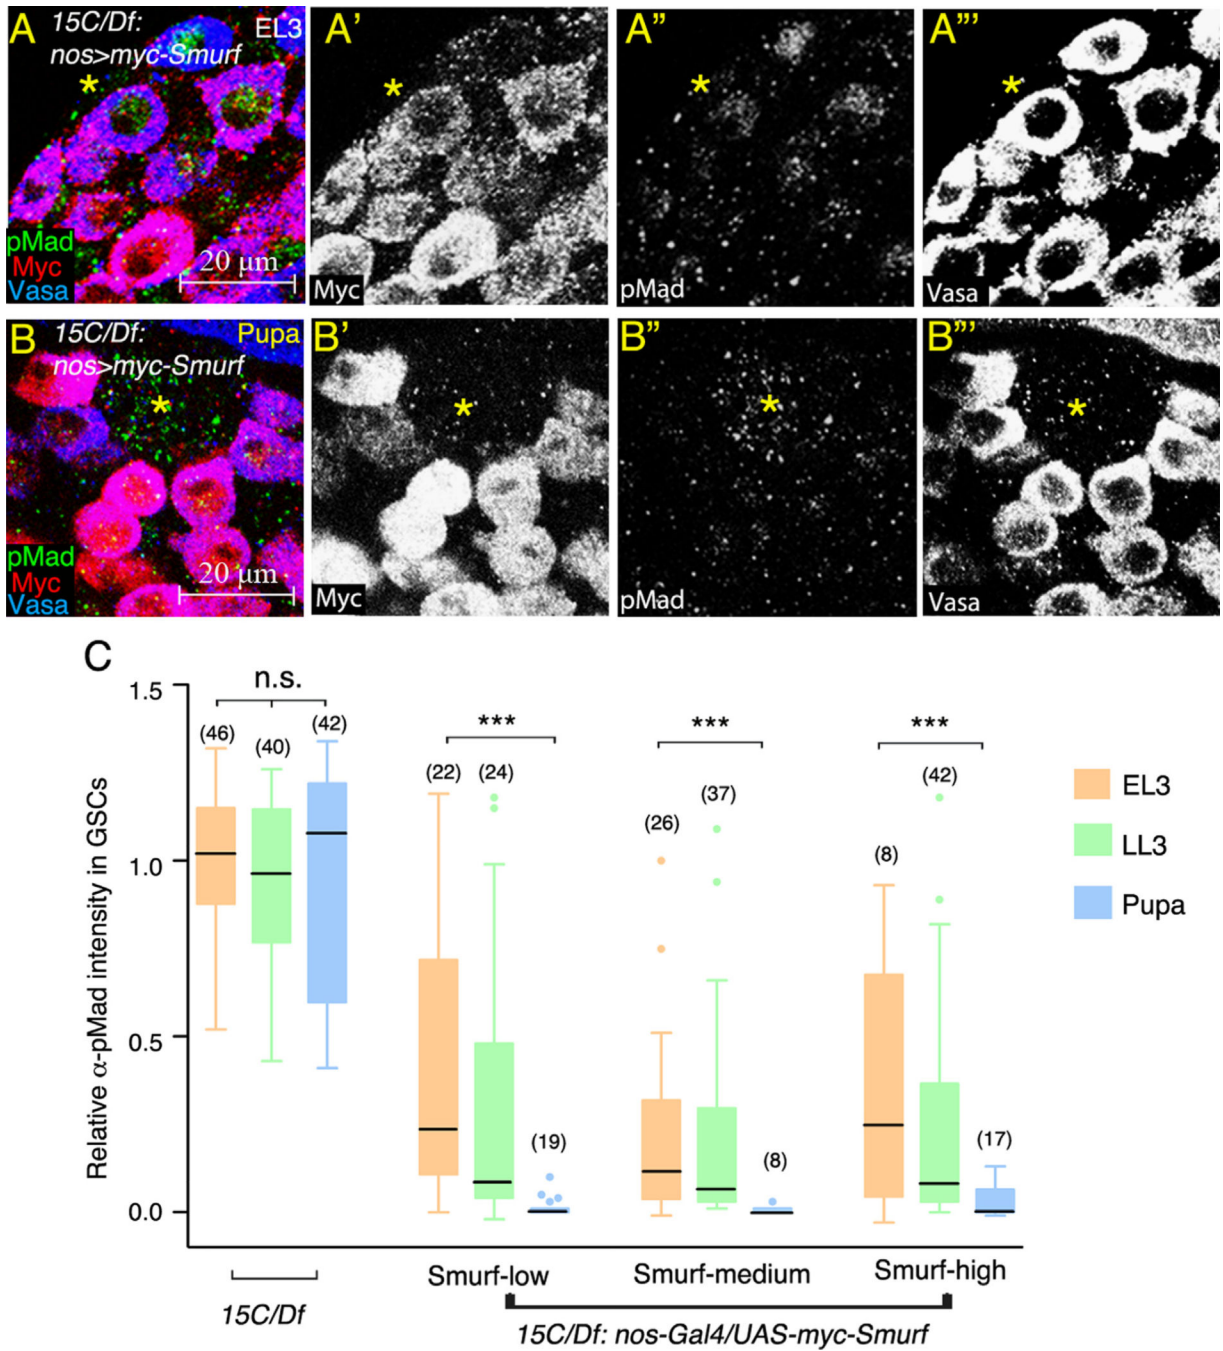 A
15C/Df:
nos>myc-Smurf
EL3
*
pMad
Myc
Vasa
20 μm
A'
*
Myc
A"
*
pMad
A"'
*
Vasa
B
15C/Df:
nos>myc-Smurf
Pupa
*
pMad
Myc
Vasa
20 μm
B'
*
Myc
B"
*
pMad
B"'
*
Vasa
C
Relative α-pMad intensity in GSCs
1.5
1.0
0.5
0.0
n.s.
(46)
(40)
(42)
***
(22)
(24)
(19)
***
(26)
(37)
(8)
***
(8)
(42)
(17)
EL3
LL3
Pupa
15C/Df
Smurf-low
Smurf-medium
Smurf-high
15C/Df: nos-Gal4/UAS-myc-Smurf